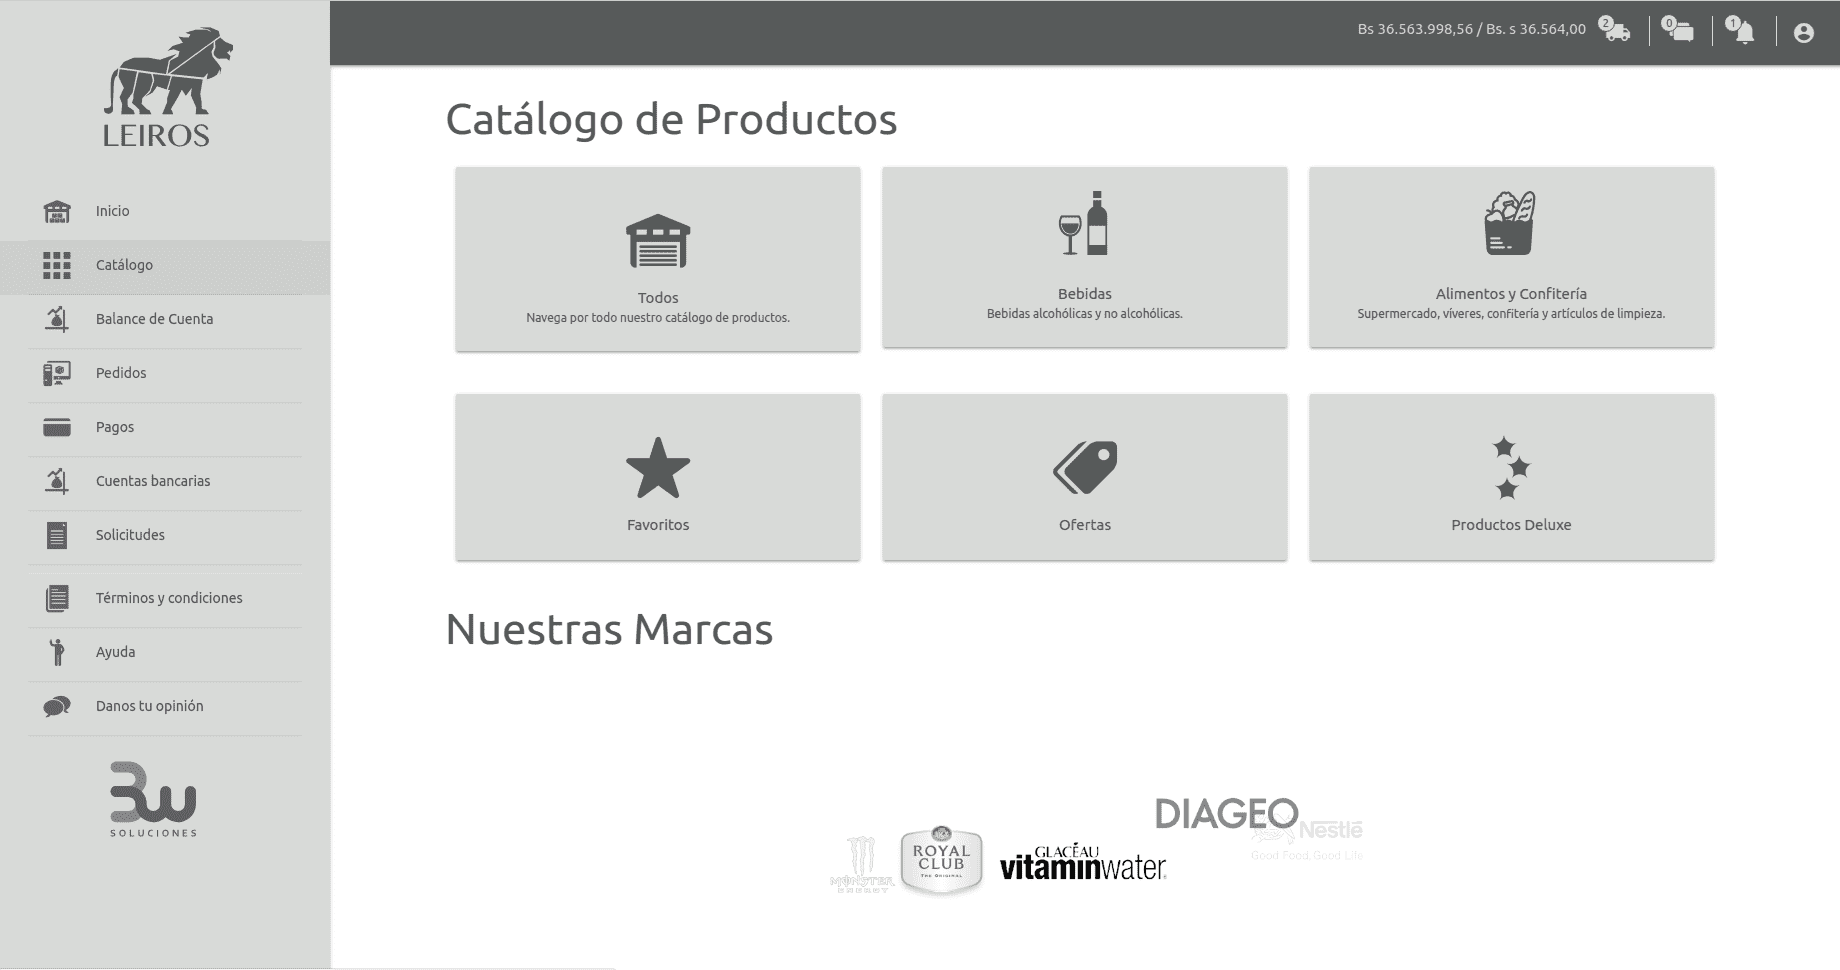 LEIROS
Bs 36.563.998,56 / Bs. s 36.564,00
2
0
1
Inicio
Catálogo
Balance de Cuenta
Pedidos
Pagos
Cuentas bancarias
Solicitudes
Términos y condiciones
Ayuda
Danos tu opinión
3W
SOLUCIONES
Catálogo de Productos
Todos
Navega por todo nuestro catálogo de productos.
Bebidas
Bebidas alcohólicas y no alcohólicas.
Alimentos y Confitería
Supermercado, víveres, confitería y artículos de limpieza.
Favoritos
Ofertas
Productos Deluxe
Nuestras Marcas
MONSTER
ENERGY
ROYAL
CLUB
THE ORIGINAL
GLACÉAU
vitaminwater
DIAGEO
Nestlé
Good Food, Good Life